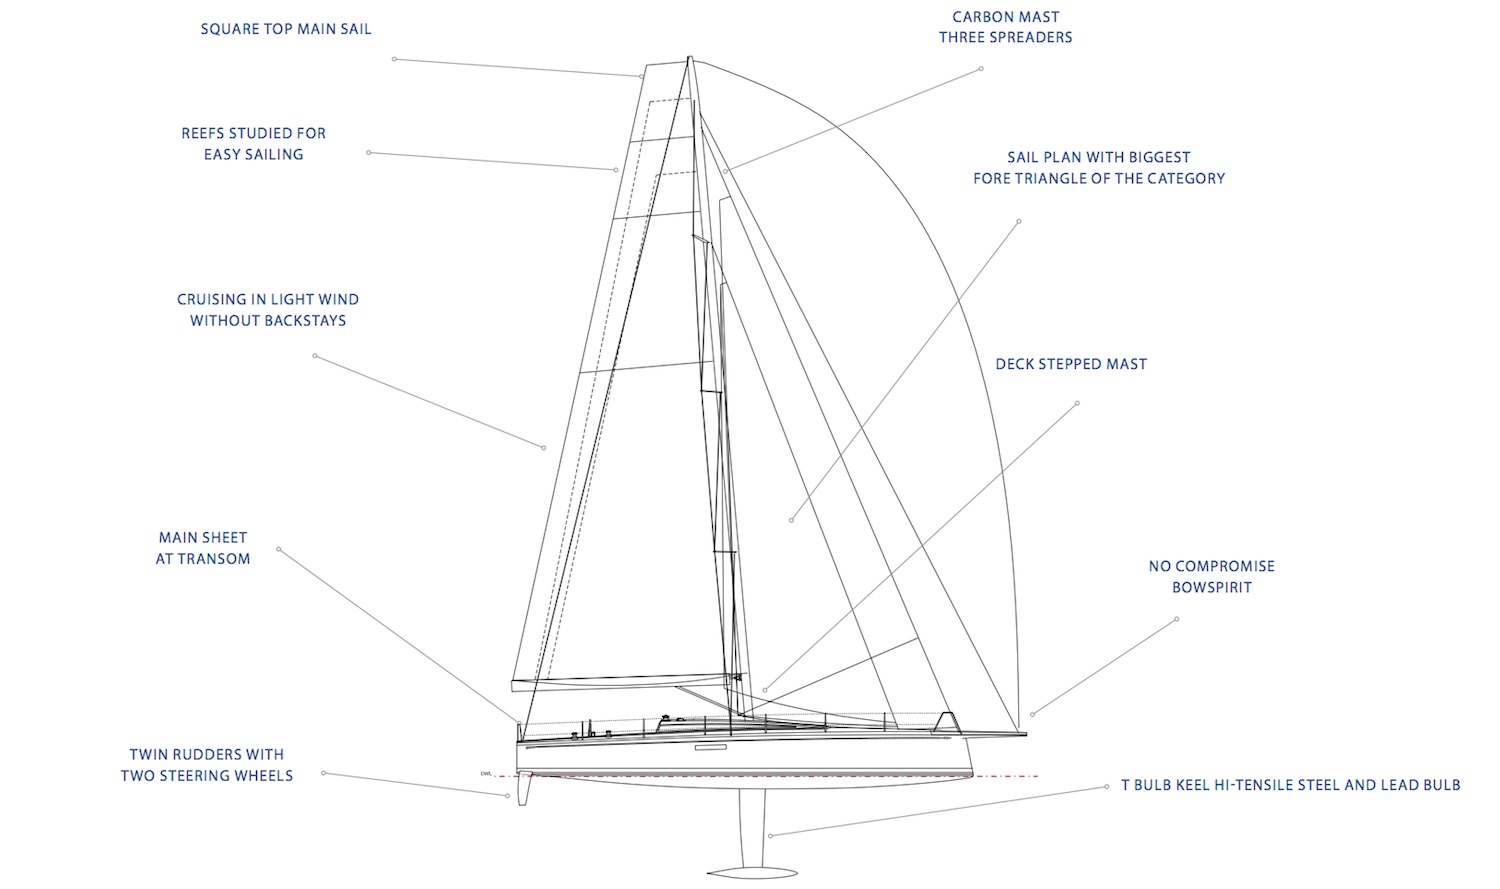 SQUARE TOP MAIN SAIL
CARBON MAST
THREE SPREADERS
REEFS STUDIED FOR
EASY SAILING
SAIL PLAN WITH BIGGEST
FORE TRIANGLE OF THE CATEGORY
CRUISING IN LIGHT WIND
WITHOUT BACKSTAYS
DECK STEPPED MAST
MAIN SHEET
AT TRANSOM
NO COMPROMISE
BOWSPIRIT
TWIN RUDDERS WITH
TWO STEERING WHEELS
DWL
T BULB KEEL HI-TENSILE STEEL AND LEAD BULB